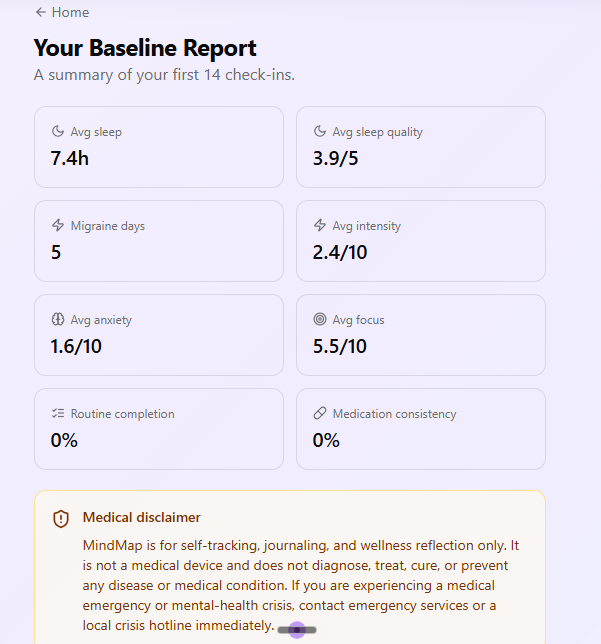 ← Home
Your Baseline Report
A summary of your first 14 check-ins.
Avg sleep
7.4h
Avg sleep quality
3.9/5
Migraine days
5
Avg intensity
2.4/10
Avg anxiety
1.6/10
Avg focus
5.5/10
Routine completion
0%
Medication consistency
0%
Medical disclaimer
MindMap is for self-tracking, journaling, and wellness reflection only. It
is not a medical device and does not diagnose, treat, cure, or prevent
any disease or medical condition. If you are experiencing a medical
emergency or mental-health crisis, contact emergency services or a
local crisis hotline immediately.